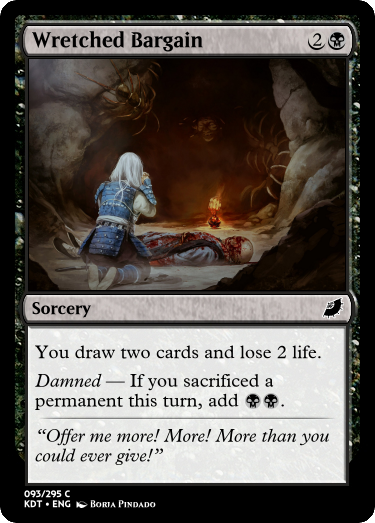 Wretched Bargain 2
Sorcery
You draw two cards and lose 2 life.
Damned — If you sacrificed a
permanent this turn, add .
“Offer me more! More! More than you
could ever give!”
093/295 C
KDT • ENG Borja Pindado